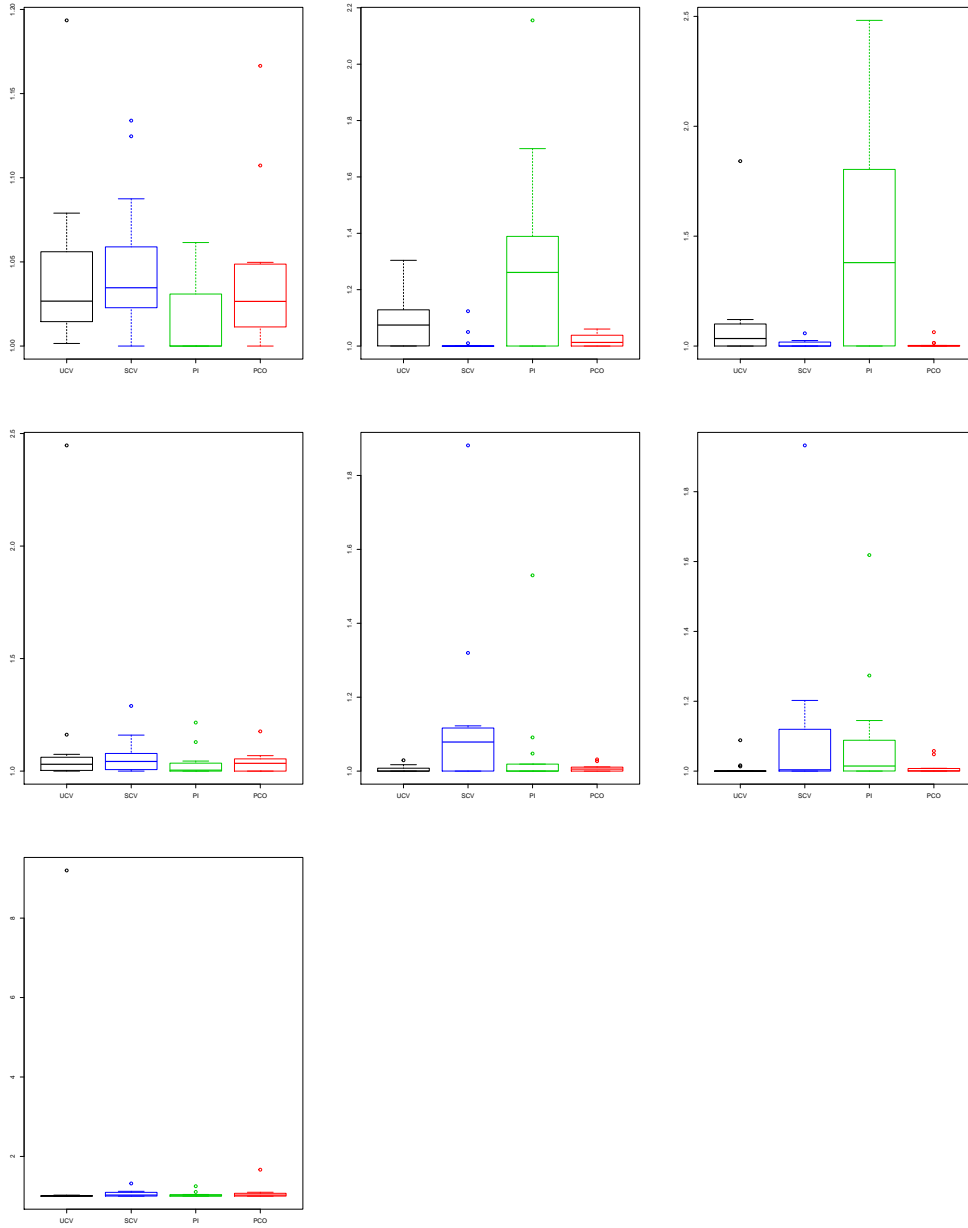 1.00 1.05 1.10 1.15 1.20
UCV SCV PI PCO
1.0 1.2 1.4 1.6 1.8 2.0 2.2
UCV SCV PI PCO
1.0 1.5 2.0 2.5
UCV SCV PI PCO
1.0 1.5 2.0 2.5
UCV SCV PI PCO
1.0 1.2 1.4 1.6 1.8
UCV SCV PI PCO
1.0 1.2 1.4 1.6 1.8
UCV SCV PI PCO
2 4 6 8
UCV SCV PI PCO